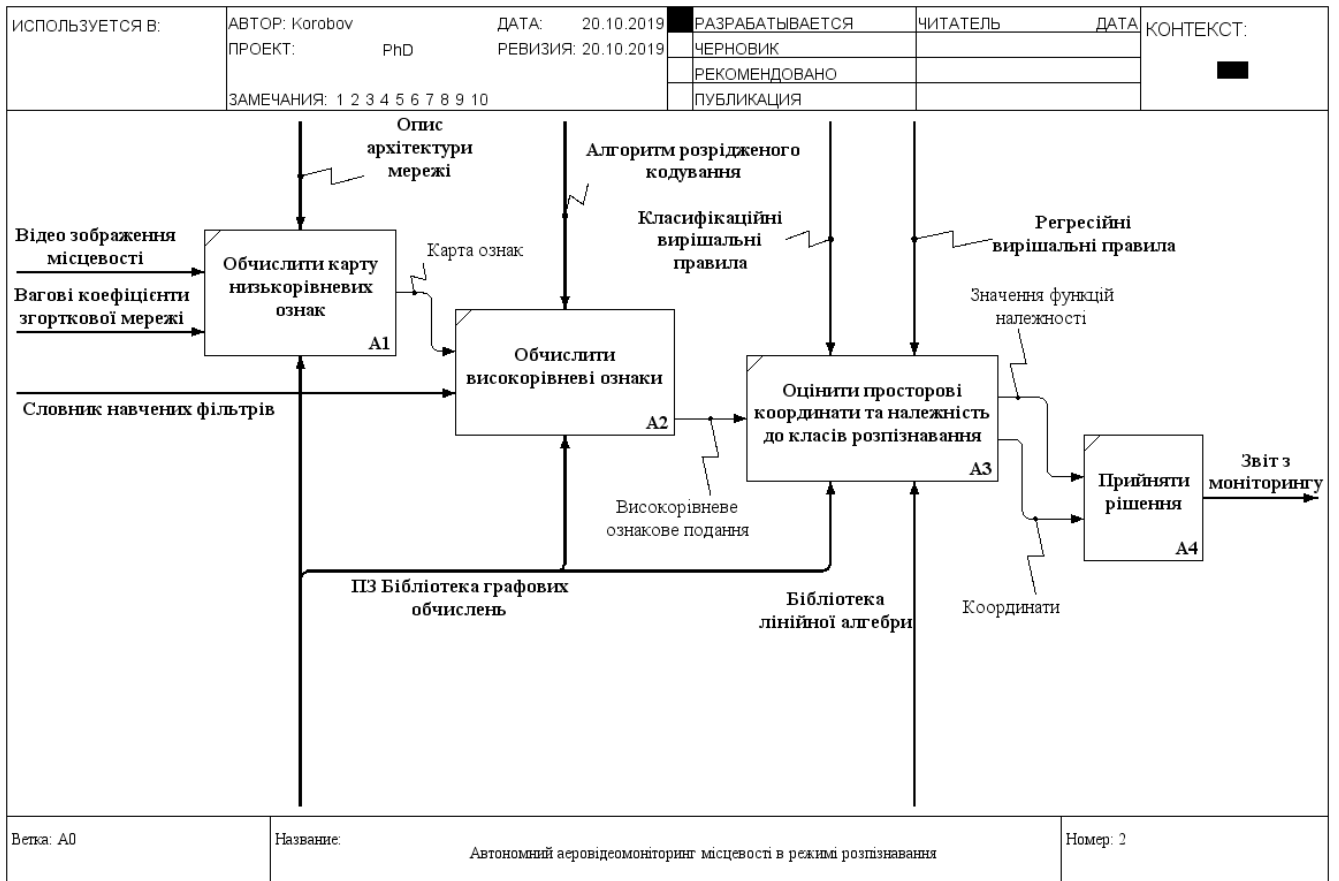 ИСПОЛЬЗУЕТСЯ В:
АВТОР: Korobov
ДАТА: 20.10.2019
ПРОЕКТ: PhD
РЕВИЗИЯ: 20.10.2019
ЗАМЕЧАНИЯ: 1 2 3 4 5 6 7 8 9 10
РАЗРАБАТЫВАЕТСЯ
ЧЕРНОВИК
РЕКОМЕНДОВАНО
ПУБЛИКАЦИЯ
ЧИТАТЕЛЬ
ДАТА
КОНТЕКСТ:
Опис
архітектури
мережі
Алгоритм розрідженого
кодування
Класифікаційні
вирішальні
правила
Регресійні
вирішальні правила
Відео зображення
місцевості
Вагові коефіцієнти
згорткової мережі
Словник навчених фільтрів
Обчислити карту
низькорівневих
ознак
A1
Карта ознак
Обчислити
високорівневі ознаки
A2
Високорівневе
ознакове подання
Оцінити просторові
координати та належність
до класів розпізнавання
A3
Значення функцій
належності
Координати
Прийняти
рішення
A4
Звіт з
моніторингу
ПЗ Бібліотека графових
обчислень
Бібліотека
лінійної алгебри
Ветка: A0
Название:
Автономний аеровідеомоніторинг місцевості в режимі розпізнавання
Номер: 2